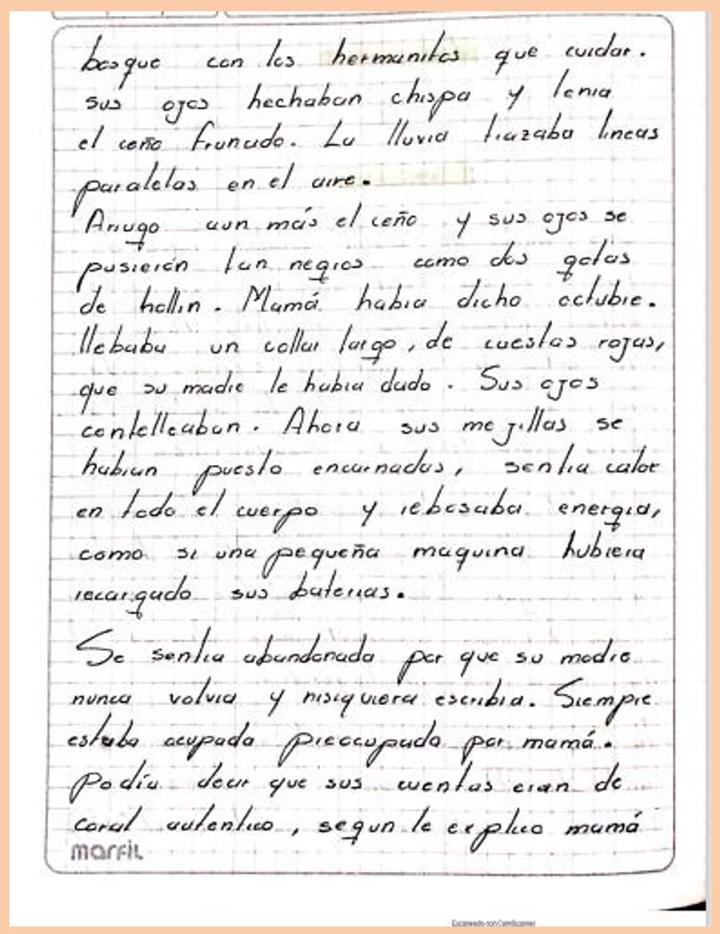 bosque con los hermanitos que cuidar.
sus ojos hechaban chispa y tenia
el ceño frunado. La lluvia trazaba lineas
paralelas en el aire.
Arrugo aun más el ceño y sus ojos se
pusierón tan negros como dos gotas
de hollin. Mamá habia dicho octubre.
llebaba un collar largo, de cuestas rojas,
que su madre le habia dado. Sus ojos
centelleaban. Ahora sus mejillas se
habian puesto encarnadas, sentia calor
en todo el cuerpo y rebosaba energia,
como si una pequeña maquina hubiera
recargado sus baterias.
Se sentia abandonada por que su madre
nunca volvia y nisiquiera escribia. Siempre
estaba acupada preocupada por mamá.
Podia decir que sus cuentas eran de
coral autentico, segun le explico mamá
marfil
Escaneado con CamScanner